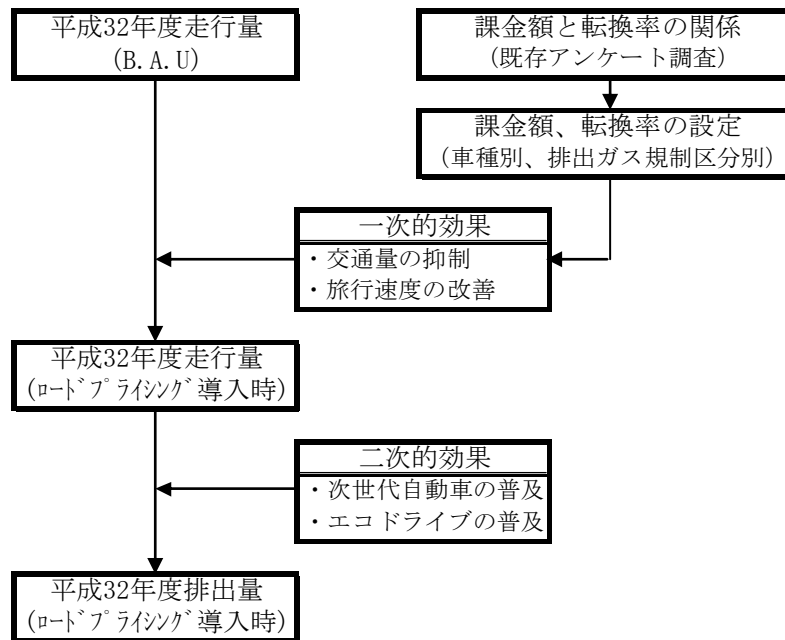 平成32年度走行量
(B.A.U)
課金額と転換率の関係
(既存アンケート調査)
課金額、転換率の設定
(車種別、排出ガス規制区分別)
一次的効果
・交通量の抑制
・旅行速度の改善
平成32年度走行量
(ﾛｰﾄﾞﾌﾟﾗｲｼﾝｸﾞ導入時)
二次的効果
・次世代自動車の普及
・エコドライブの普及
平成32年度排出量
(ﾛｰﾄﾞﾌﾟﾗｲｼﾝｸﾞ導入時)